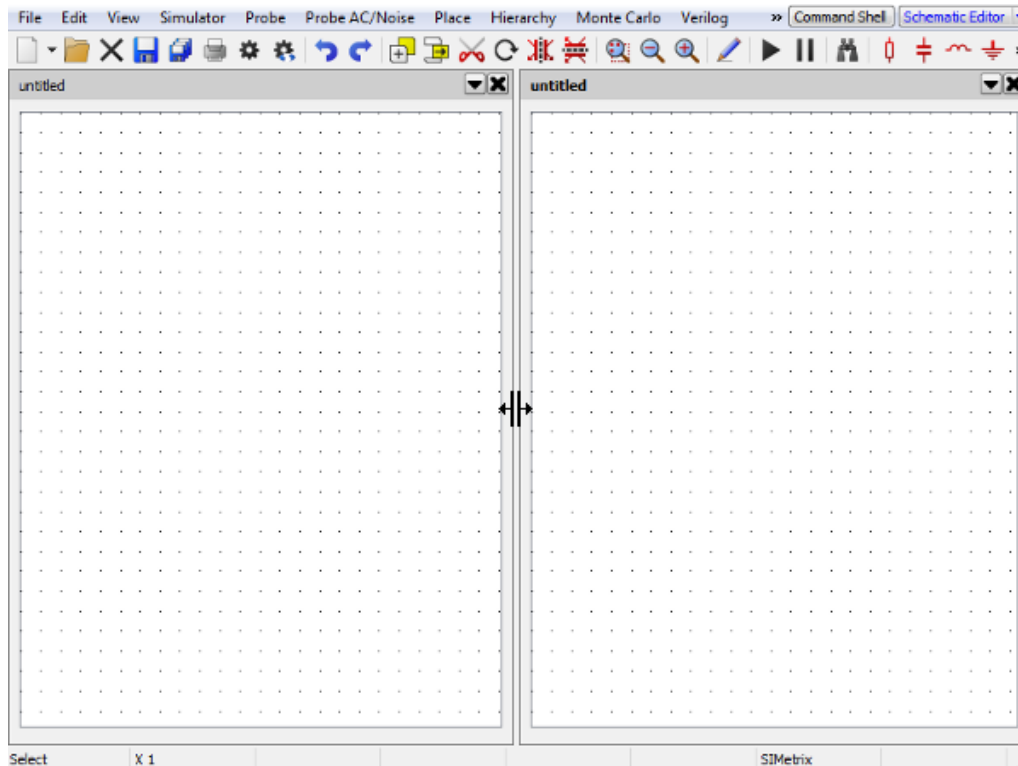 File Edit View Simulator Probe Probe AC/Noise Place Hierarchy Monte Carlo Verilog » Command Shell Schematic Editor
untitled untitled
Select X 1 SIMetrix